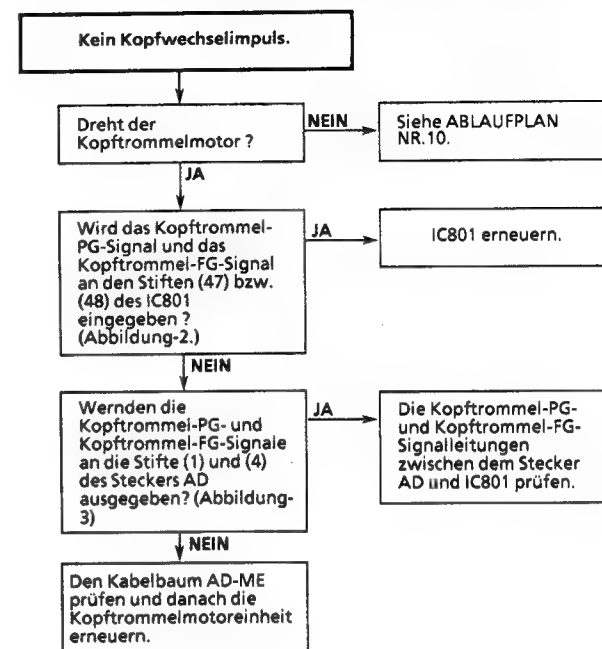 Kein Kopfwechselimpuls.
Dreht der
Kopftrommelmotor ?
NEIN
Siehe ABLAUFPLAN
NR.10.
JA
Wird das Kopftrommel-
PG-Signal und das
Kopftrommel-FG-Signal
an den Stiften (47) bzw.
(48) des IC801
eingegeben ?
(Abbildung-2.)
JA
IC801 erneuern.
NEIN
Wernden die
Kopftrommel-PG- und
Kopftrommel-FG-Signale
an die Stifte (1) und (4)
des Steckers AD
ausgegeben? (Abbildung-
3)
JA
Die Kopftrommel-PG-
und Kopftrommel-FG-
Signalleitungen
zwischen dem Stecker
AD und IC801 prüfen.
NEIN
Den Kabelbaum AD-ME
prüfen und danach die
Kopftrommelmotoreinheit
erneuern.